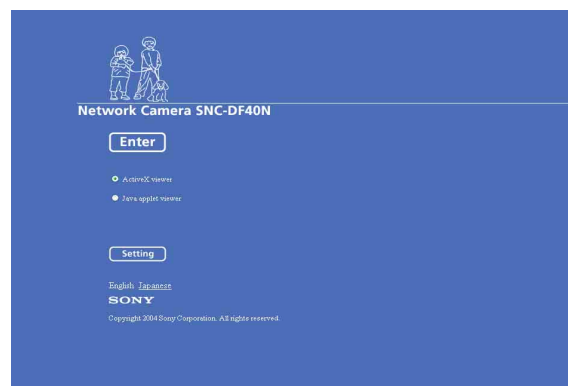 Network Camera SNC-DF40N
Enter
ActiveX viewer
Java applet viewer
Setting
English Japanese
SONY
Copyright 2004 Sony Corporation. All rights reserved.